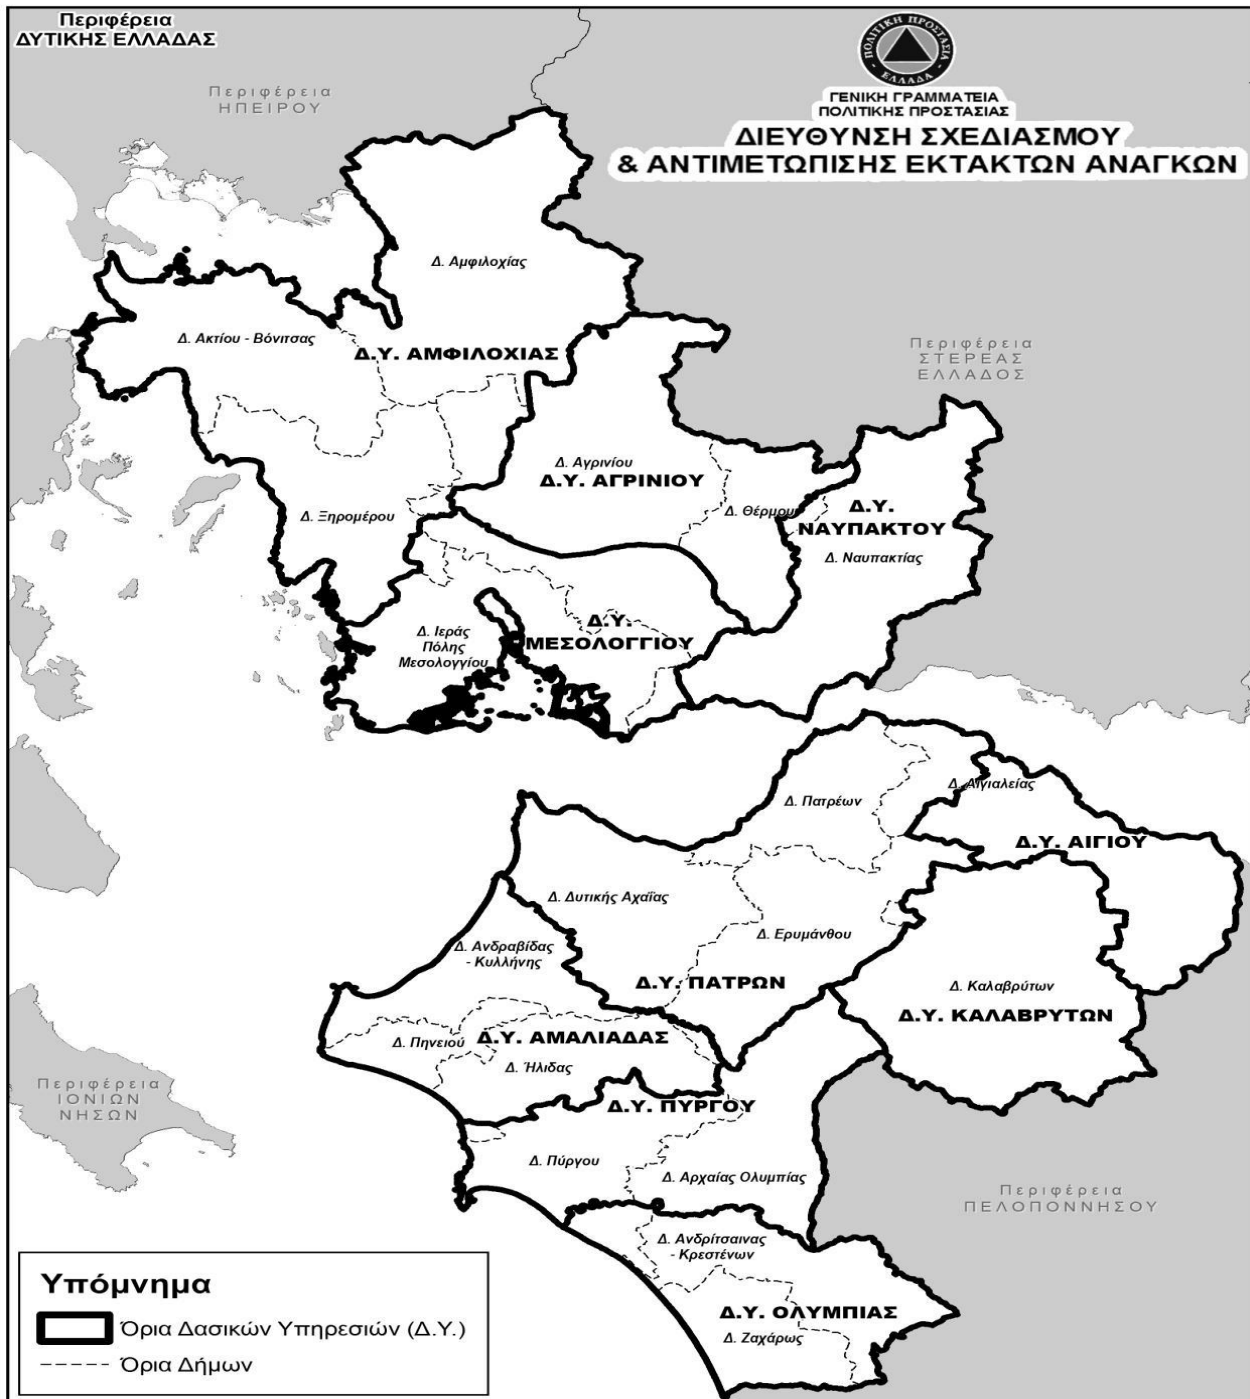 Περιφέρεια
ΔΥΤΙΚΗΣ ΕΛΛΑΔΑΣ
ΠΟΛΙΤΙΚΗ ΠΡΟΣΤΑΣΙΑ
ΕΛΛΑΔΑ
ΓΕΝΙΚΗ ΓΡΑΜΜΑΤΕΙΑ
ΠΟΛΙΤΙΚΗΣ ΠΡΟΣΤΑΣΙΑΣ
ΔΙΕΥΘΥΝΣΗ ΣΧΕΔΙΑΣΜΟΥ
& ΑΝΤΙΜΕΤΩΠΙΣΗΣ ΕΚΤΑΚΤΩΝ ΑΝΑΓΚΩΝ
Περιφέρεια
ΗΠΕΙΡΟΥ
Δ. Αμφιλοχίας
Δ. Ακτίου - Βόνιτσας
Δ.Υ. ΑΜΦΙΛΟΧΙΑΣ
Περιφέρεια
ΣΤΕΡΕΑΣ
ΕΛΛΑΔΟΣ
Δ. Αγρινίου
Δ.Υ. ΑΓΡΙΝΙΟΥ
Δ. Ξηρομέρου
Δ. Θέρμου
Δ.Υ.
ΝΑΥΠΑΚΤΟΥ
Δ. Ναυπακτίας
Δ. Ιεράς
Πόλης
Μεσολογγίου
Δ.Υ.
ΜΕΣΟΛΟΓΓΙΟΥ
Δ. Πατρέων
Δ. Αιγιαλείας
Δ.Υ. ΑΙΓΙΟΥ
Δ. Δυτικής Αχαΐας
Δ. Ερυμάνθου
Δ. Ανδραβίδας
- Κυλλήνης
Δ.Υ. ΠΑΤΡΩΝ
Δ. Καλαβρύτων
Δ.Υ. ΚΑΛΑΒΡΥΤΩΝ
Δ. Πηνειού
Δ.Υ. ΑΜΑΛΙΑΔΑΣ
Δ. Ήλιδας
Περιφέρεια
ΙΟΝΙΩΝ
ΝΗΣΩΝ
Δ.Υ. ΠΥΡΓΟΥ
Δ. Πύργου
Δ. Αρχαίας Ολυμπίας
Περιφέρεια
ΠΕΛΟΠΟΝΝΗΣΟΥ
Δ. Ανδρίτσαινας
- Κρεστένων
Δ.Υ. ΟΛΥΜΠΙΑΣ
Δ. Ζαχάρως
Υπόμνημα
Όρια Δασικών Υπηρεσιών (Δ.Υ.)
Όρια Δήμων